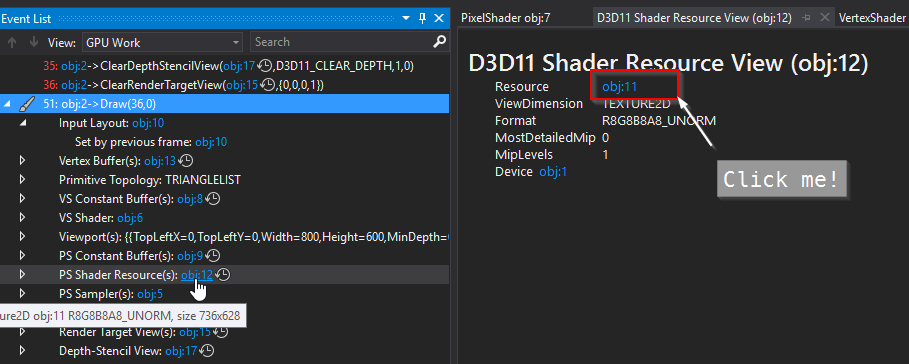 Event List
View: GPU Work
Search
35: obj:2->ClearDepthStencilView(obj:17,D3D11_CLEAR_DEPTH,1,0)
36: obj:2->ClearRenderTargetView(obj:15,{0,0,0,1})
51: obj:2->Draw(36,0)
Input Layout: obj:10
Set by previous frame: obj:10
Vertex Buffer(s): obj:13
Primitive Topology: TRIANGLELIST
VS Constant Buffer(s): obj:8
VS Shader: obj:6
Viewport(s): {{TopLeftX=0,TopLeftY=0,Width=800,Height=600,MinDepth=
PS Constant Buffer(s): obj:9
PS Shader Resource(s): obj:12
PS Sampler(s): obj:5
ure2D obj:11 R8G8B8A8_UNORM, size 736x628
Render Target View(s): obj:15
Depth-Stencil View: obj:17
PixelShader obj:7
D3D11 Shader Resource View (obj:12)
VertexShader
D3D11 Shader Resource View (obj:12)
Resource obj:11
ViewDimension TEXTURE2D
Format R8G8B8A8_UNORM
MostDetailedMip 0
MipLevels 1
Device obj:1
Click me!